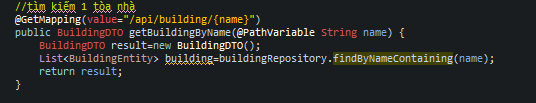 //tìm kiếm 1 tòa nhà
@GetMapping(value="/api/building/{name}")
public BuildingDTO getBuildingByName(@PathVariable String name) {
BuildingDTO result=new BuildingDTO();
List<BuildingEntity> building=buildingRepository.findByNameContaining(name);
return result;
}